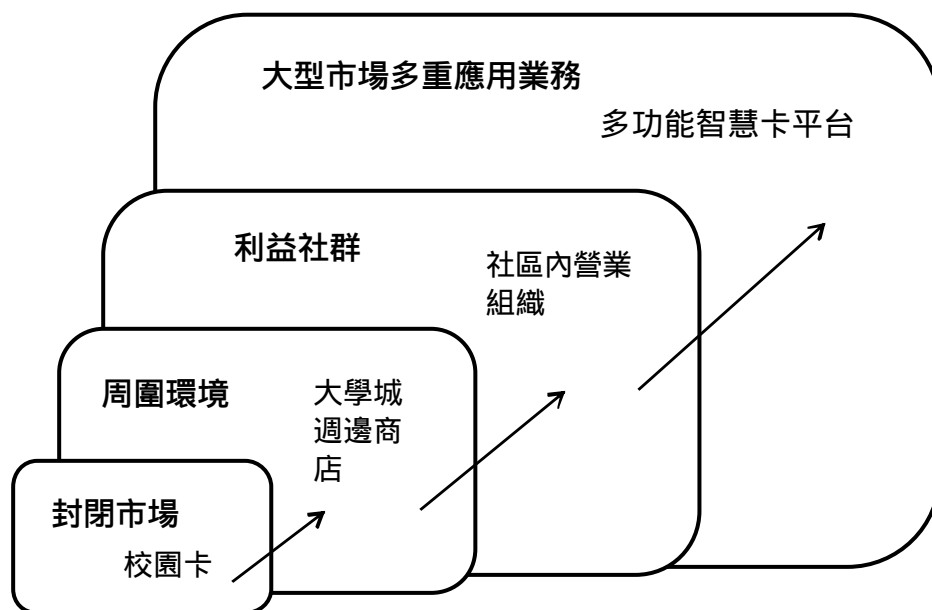 大型市場多重應用業務
多功能智慧卡平台
利益社群
社區內營業
組織
周圍環境
大學城
週邊商
店
封閉市場
校園卡